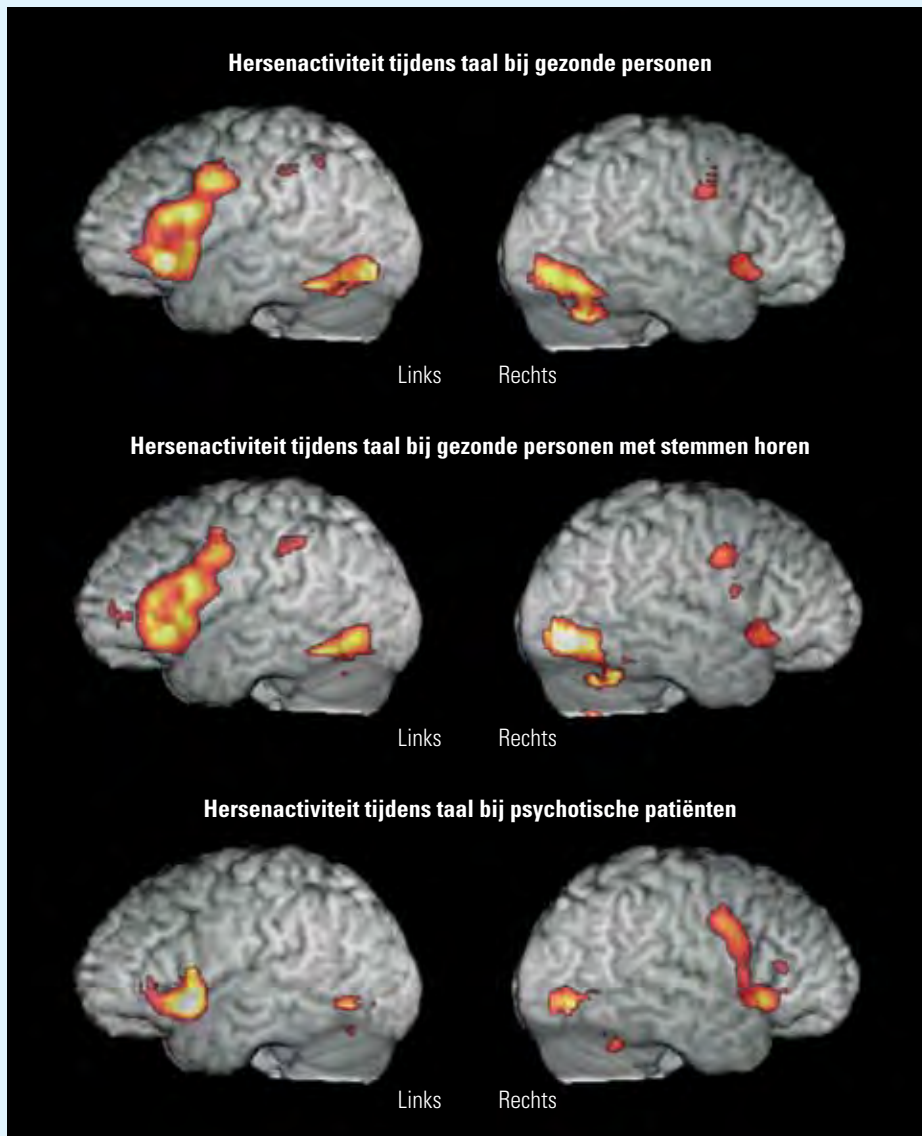 Hersenactiviteit tijdens taal bij gezonde personen
Links Rechts
Hersenactiviteit tijdens taal bij gezonde personen met stemmen horen
Links Rechts
Hersenactiviteit tijdens taal bij psychotische patiënten
Links Rechts